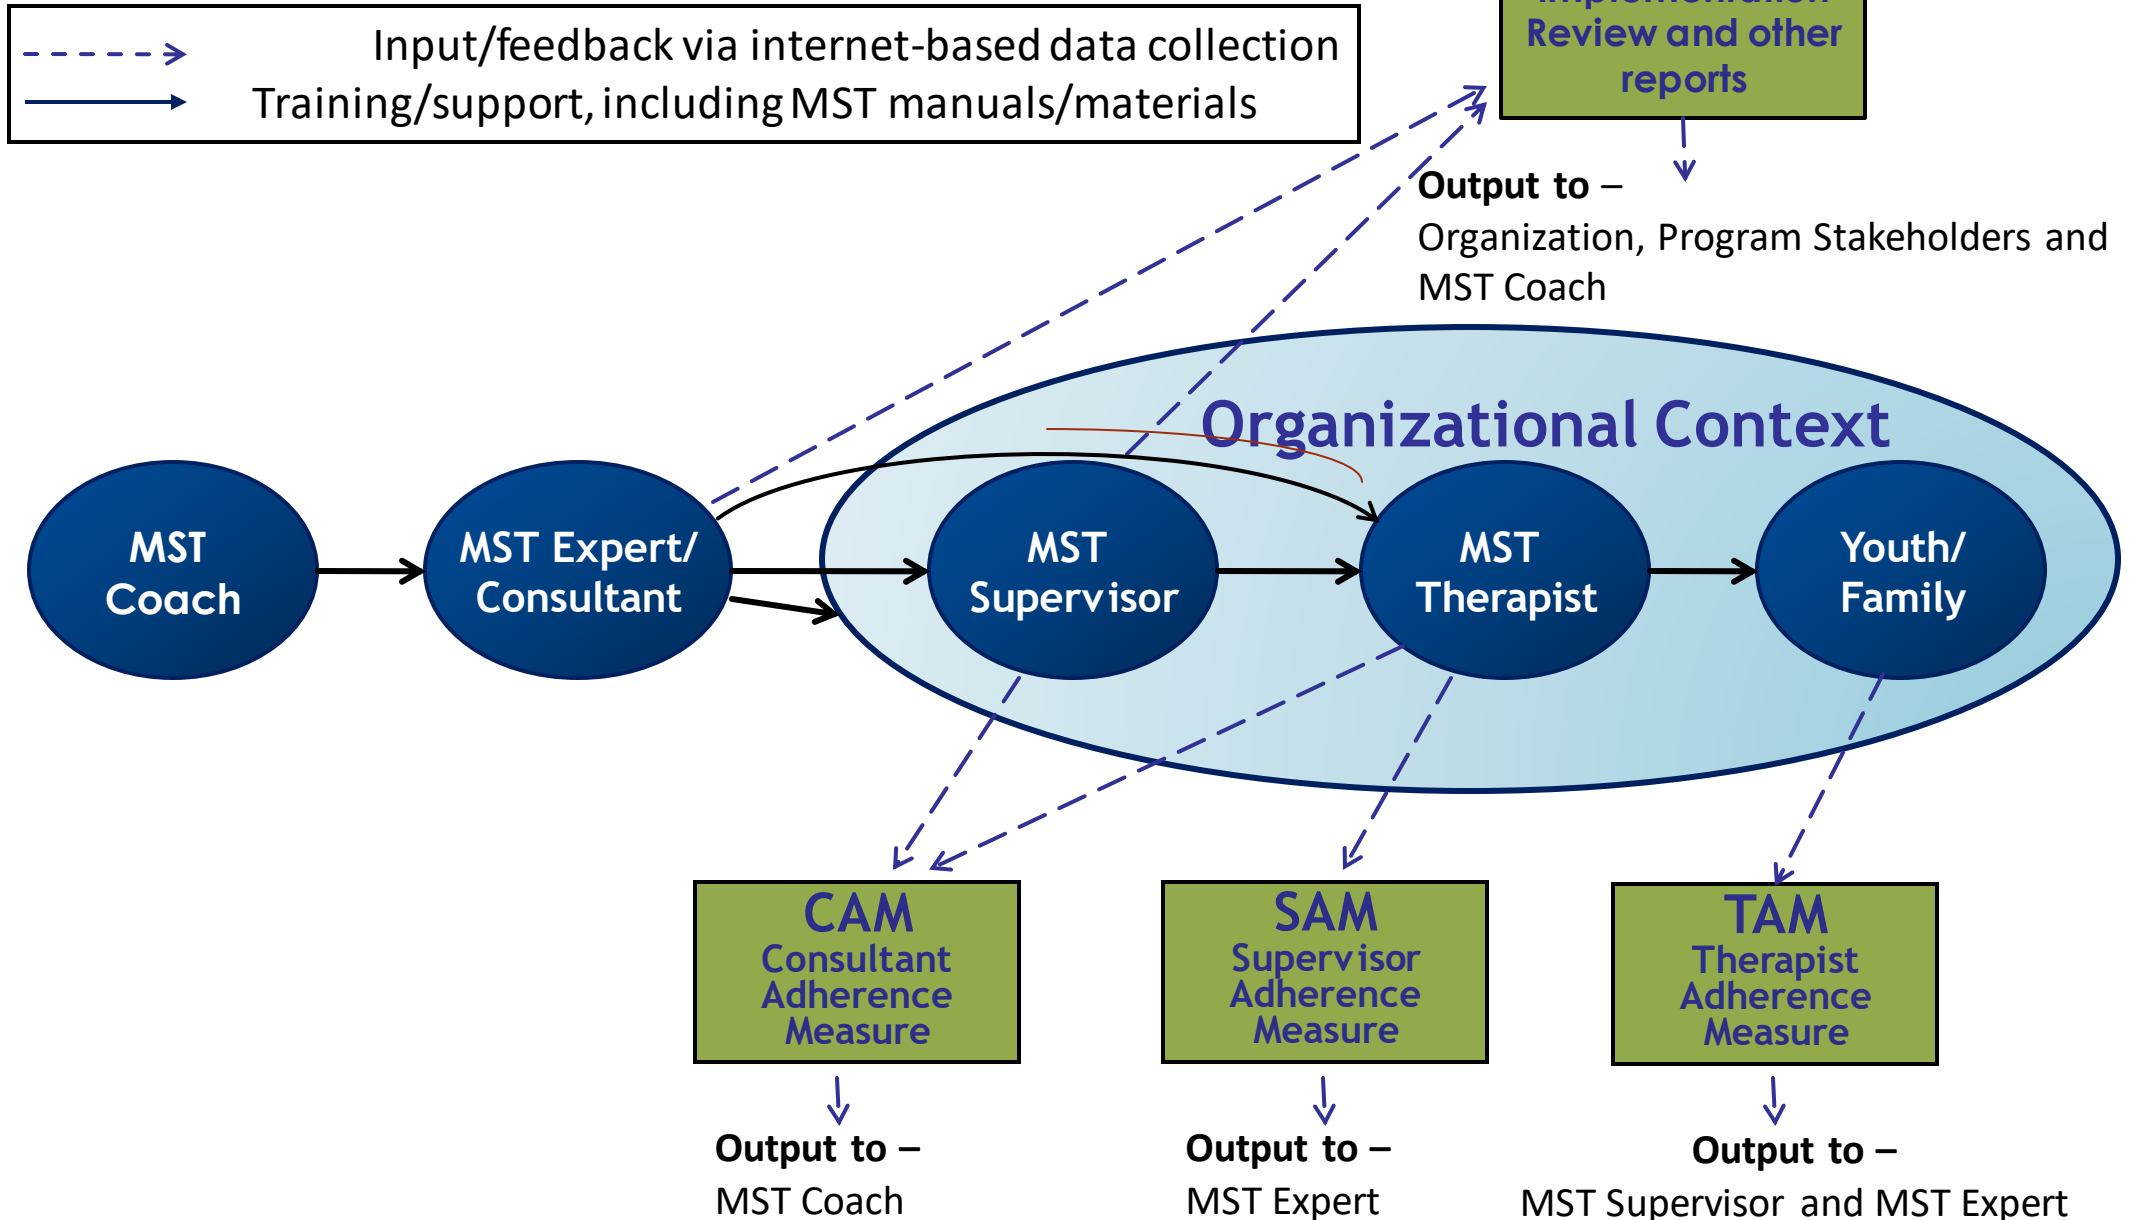 Input/feedback via internet-based data collection
Training/support, including MST manuals/materials
Implementation
Review and other
reports
Output to –
Organization, Program Stakeholders and
MST Coach
Organizational Context
MST
Coach
MST Expert/
Consultant
MST
Supervisor
MST
Therapist
Youth/
Family
CAM
Consultant
Adherence
Measure
SAM
Supervisor
Adherence
Measure
TAM
Therapist
Adherence
Measure
Output to –
MST Coach
Output to –
MST Expert
Output to –
MST Supervisor and MST Expert